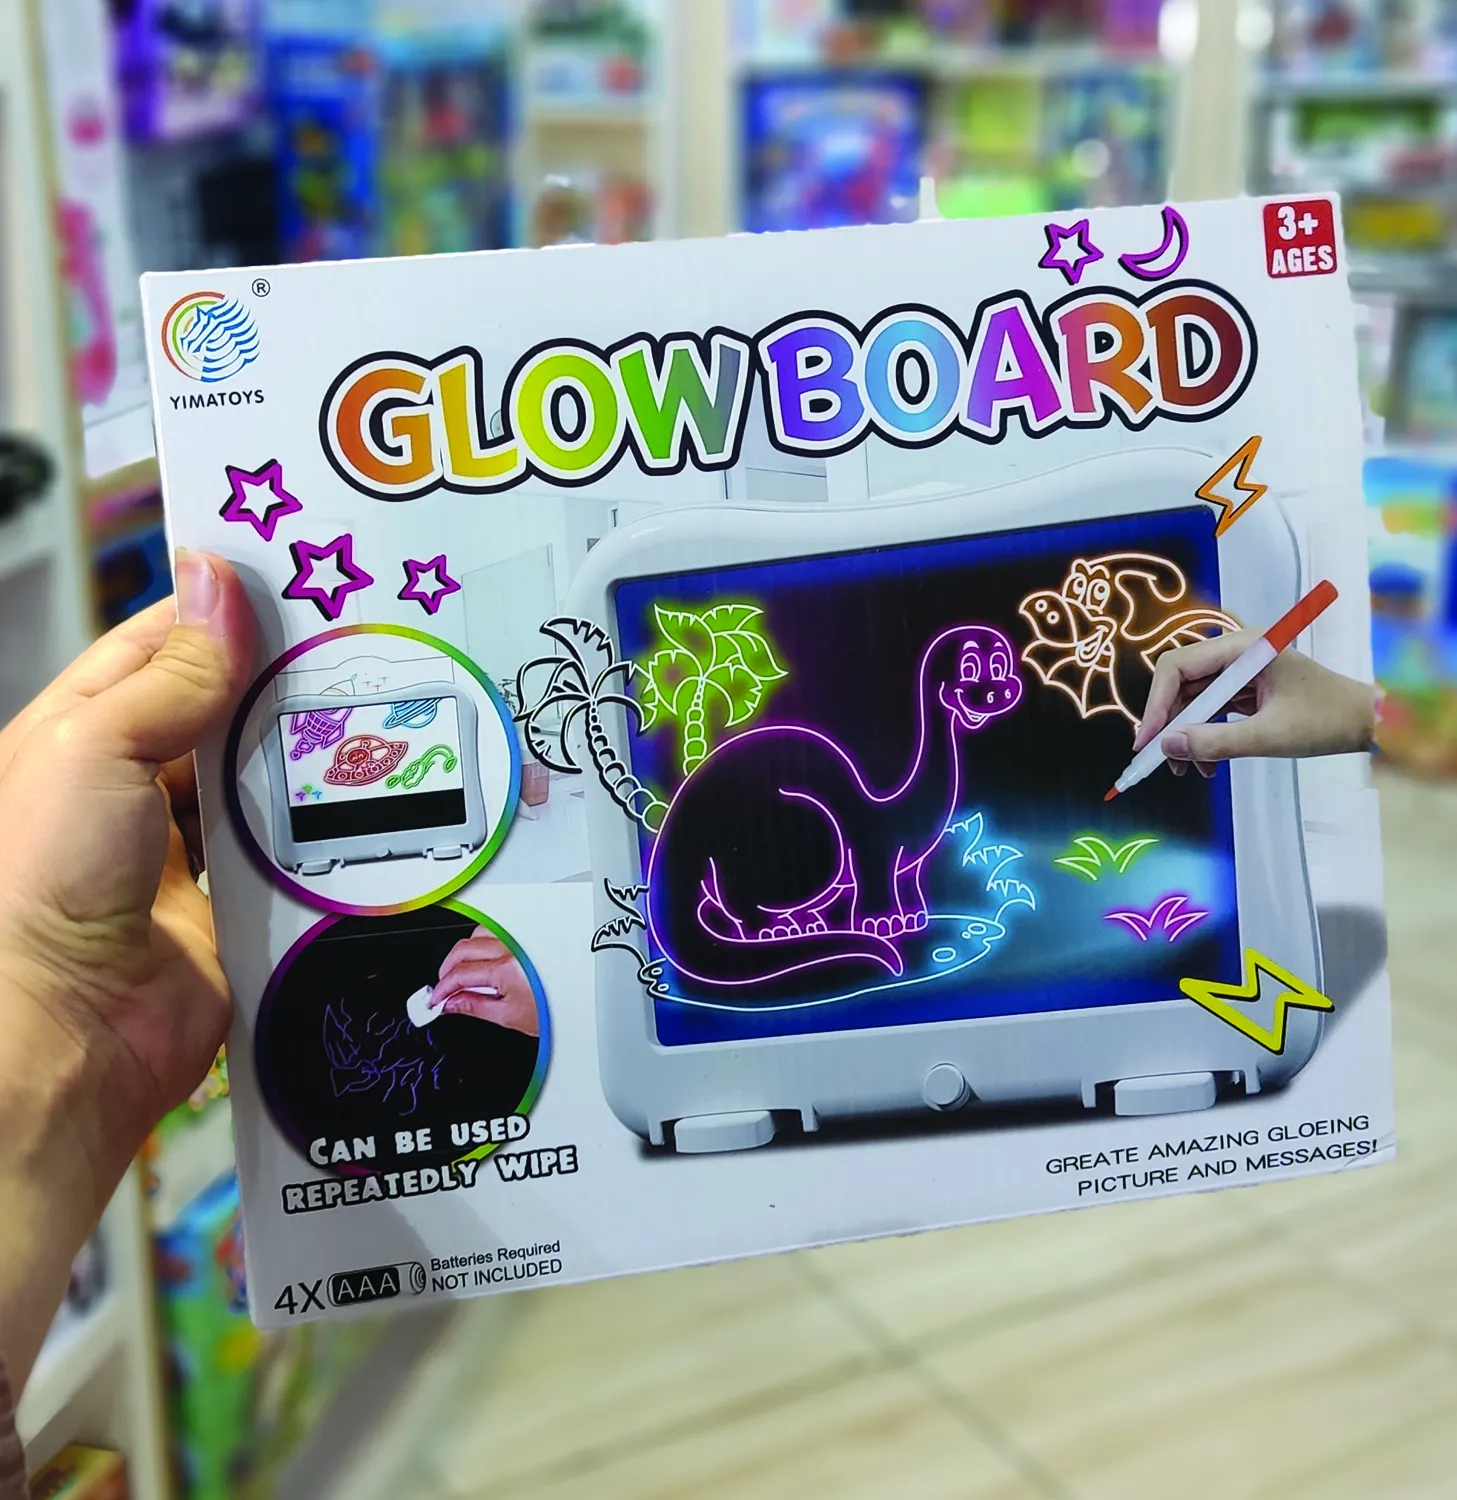 3+
AGES
®
YIMATOYS
GLOW BOARD
CAN BE USED
REPEATEDLY WIPE
GREATE AMAZING GLOEING
PICTURE AND MESSAGES!
4X AAA Batteries Required
NOT INCLUDED